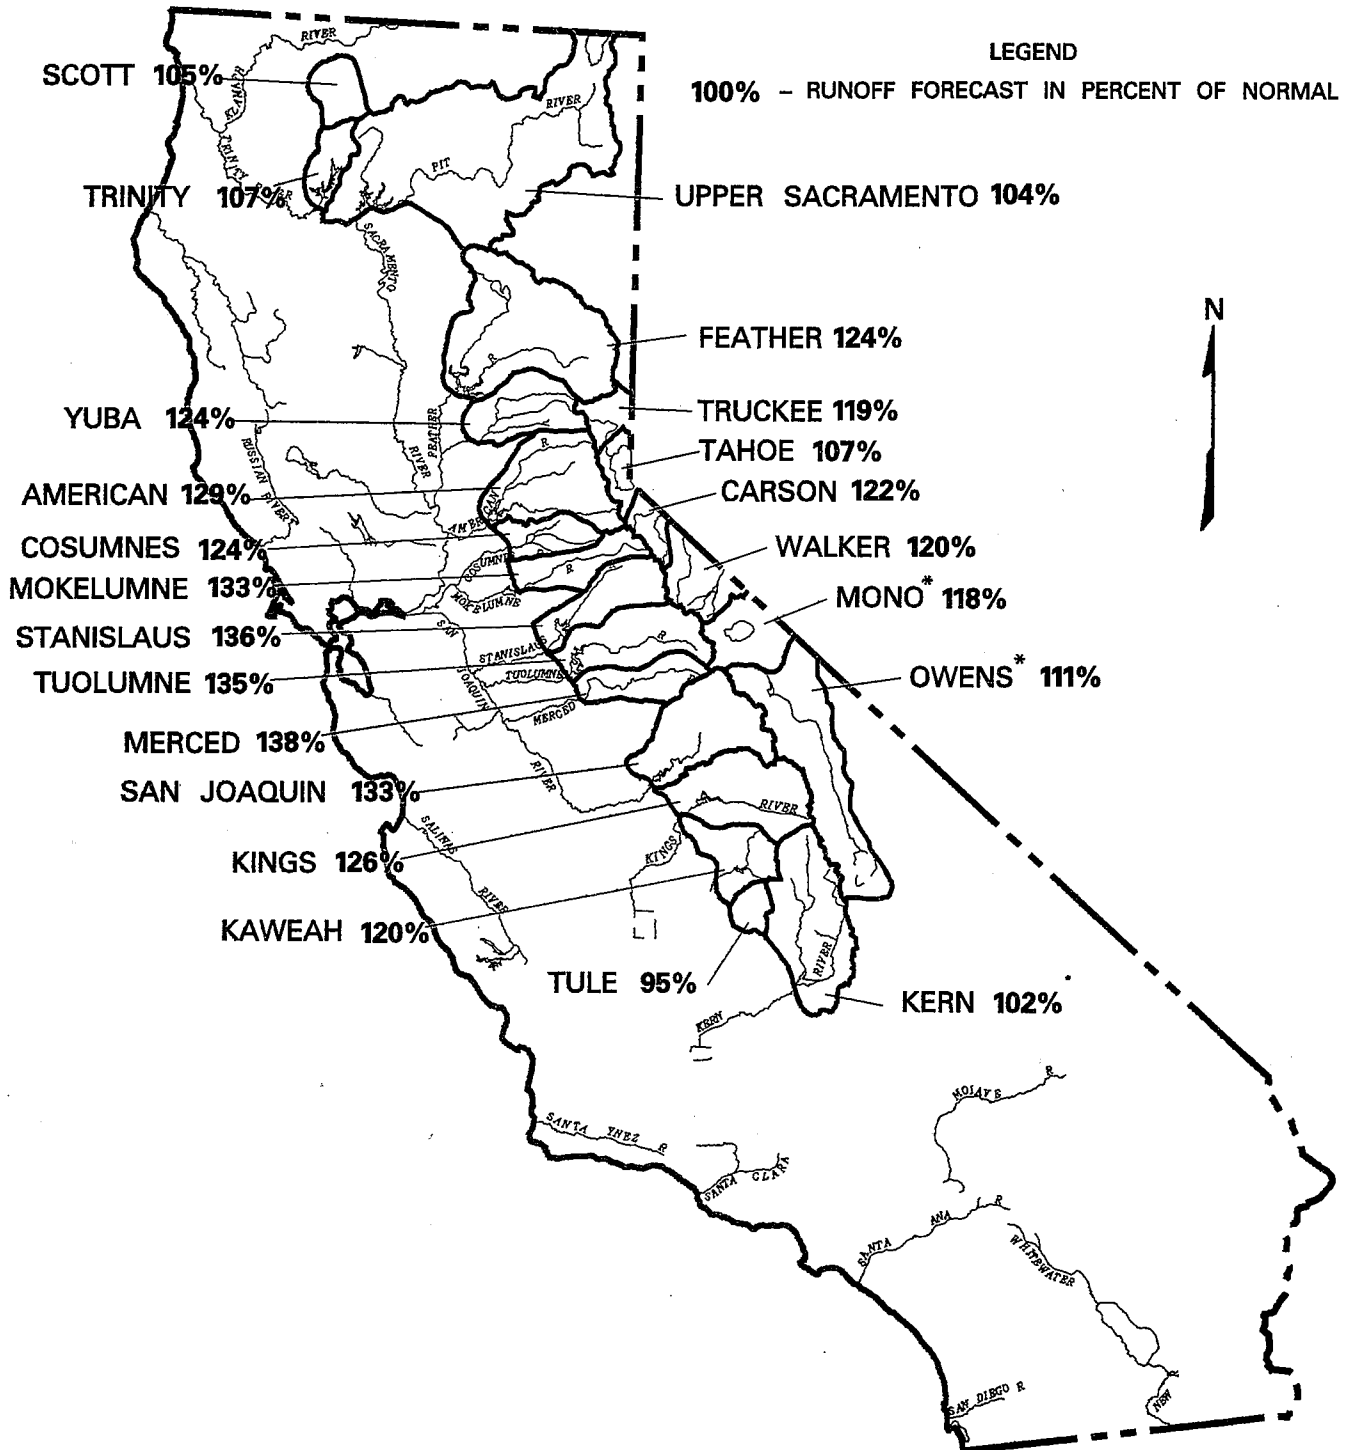 LEGEND
100% – RUNOFF FORECAST IN PERCENT OF NORMAL
RIVER
SCOTT 105%
KLAMATH
RIVER
TRINITY
PIT
TRINITY 107%
R
UPPER SACRAMENTO 104%
SACRAMENTO
N
FEATHER 124%
R
YUBA 124%
TRUCKEE 119%
FEATHER
RIVER
TAHOE 107%
R
RUSSIAN RIVER
AMERICAN 129%
CARSON 122%
AMERICAN
COSUMNES 124%
WALKER 120%
COSUMNES
R
R
MOKELUMNE 133%
MONO* 118%
MOKELUMNE
STANISLAUS 136%
SAN
JOAQUIN
STANISLAUS
R
TUOLUMNE 135%
TUOLUMNE
OWENS* 111%
MERCED
MERCED 138%
SAN JOAQUIN 133%
RIVER
RIVER
SALINAS
KINGS
KINGS 126%
RIVER
KAWEAH 120%
RIVER
TULE 95%
KERN 102%
KERN
MOJAVE R
SANTA YNEZ R
SANTA CLARA
SANTA ANA R
WHITEWATER
SAN DIEGO R
NEW R